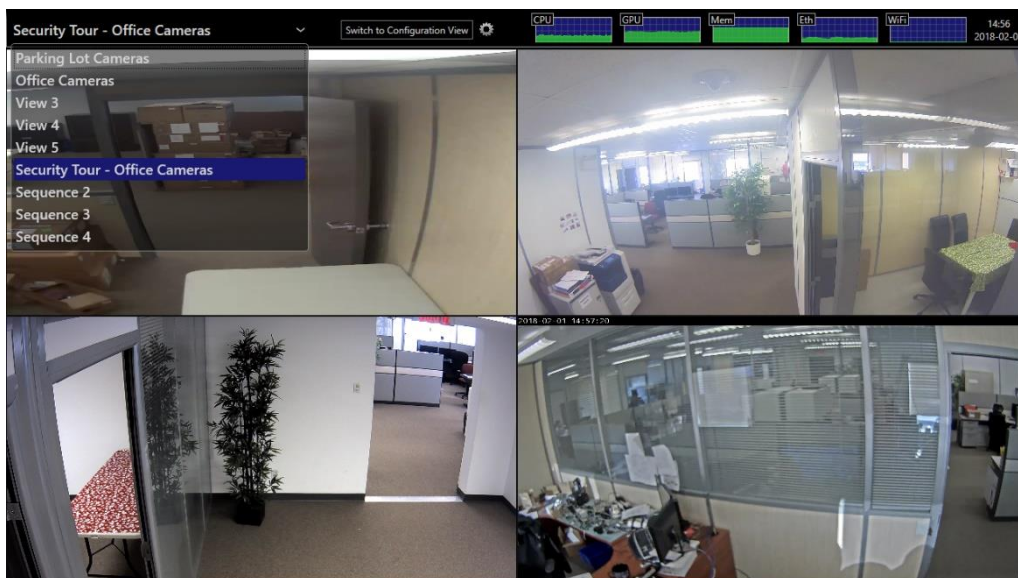 Security Tour - Office Cameras
Switch to Configuration View
CPU
GPU
Mem
Eth
WiFi
14:56
2018-02-0
Parking Lot Cameras
Office Cameras
View 3
View 4
View 5
Security Tour - Office Cameras
Sequence 2
Sequence 3
Sequence 4
2018-02-01 14:57:20